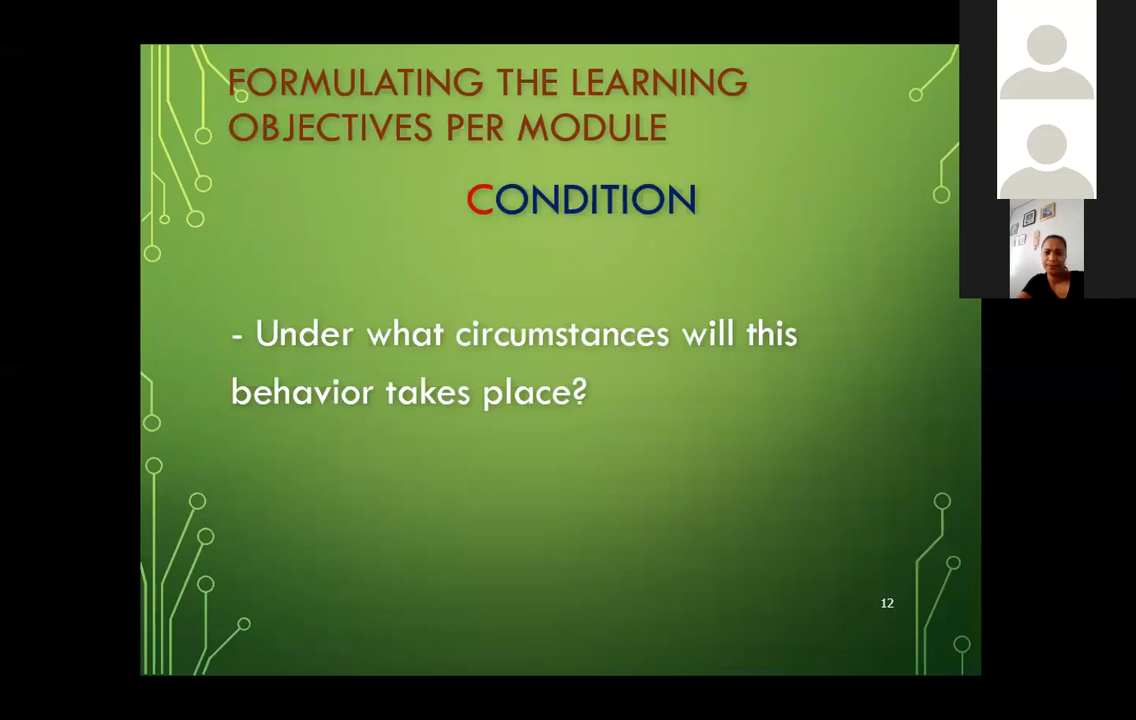 FORMULATING THE LEARNING
OBJECTIVES PER MODULE
CONDITION
- Under what circumstances will this
behavior takes place?
12